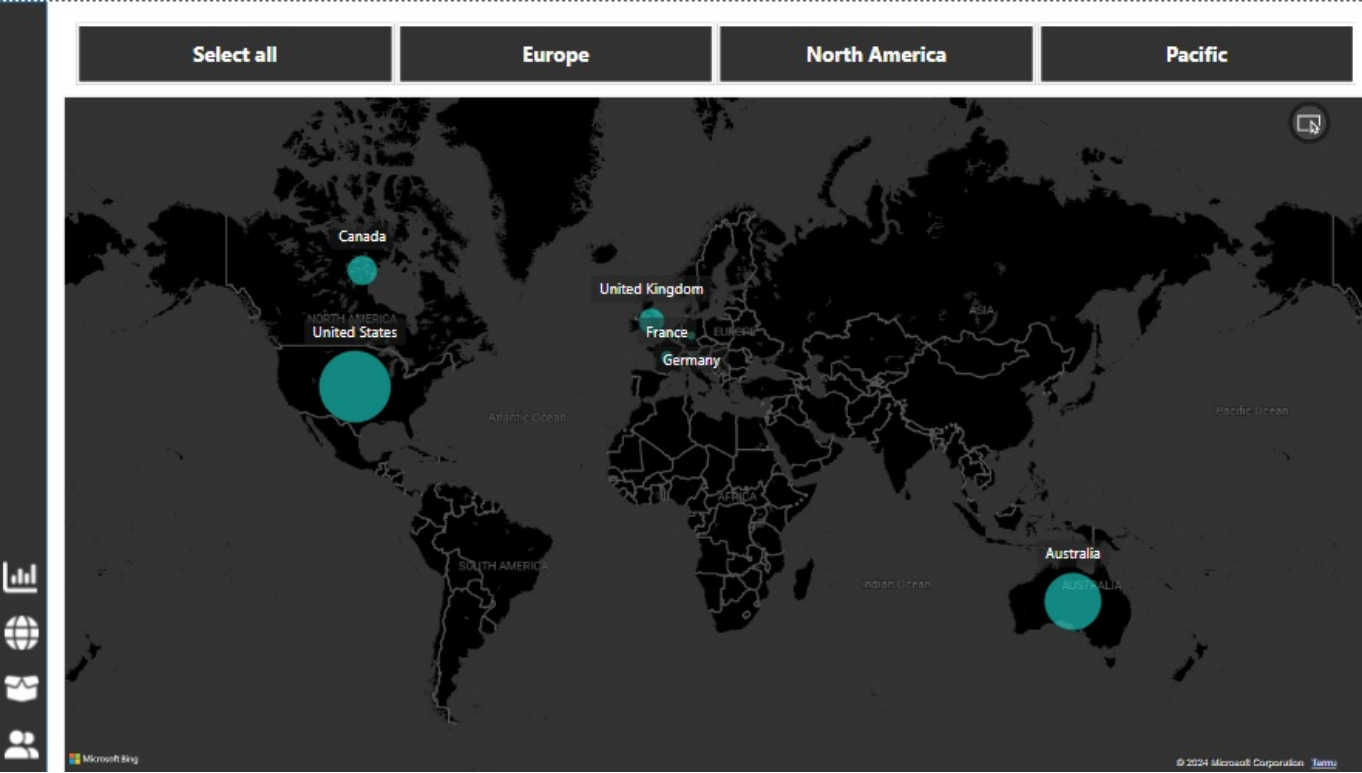 Select all
Europe
North America
Pacific
Canada
NORTH AMERICA
United States
United Kingdom
France
EUROPE
Germany
ASIA
Atlantic Ocean
Pacific Ocean
AFRICA
SOUTH AMERICA
Indian Ocean
Australia
AUSTRALIA
Microsoft Bing
© 2024 Microsoft Corporation Terms